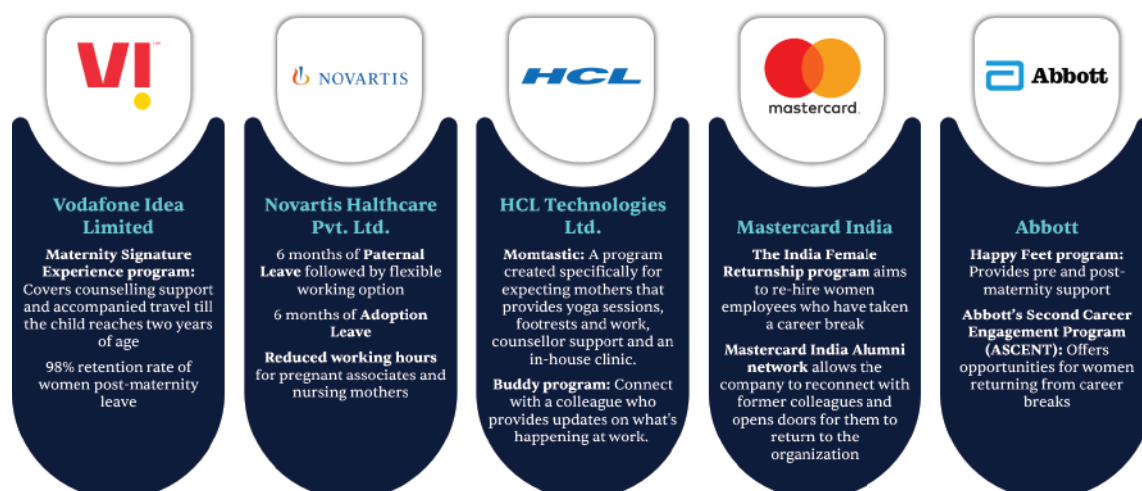 VI
NOVARTIS
HCL
mastercard.
Abbott
Vodafone Idea
Limited
Maternity Signature
Experience program:
Covers counselling support
and accompanied travel till
the child reaches two years
of age
98% retention rate of
women post-maternity
leave
Novartis Halthcare
Pvt. Ltd.
6 months of Paternal
Leave followed by flexible
working option
6 months of Adoption
Leave
Reduced working hours
for pregnant associates and
nursing mothers
HCL Technologies
Ltd.
Momtastic: A program
created specifically for
expecting mothers that
provides yoga sessions,
footrests and work,
counsellor support and an
in-house clinic.
Buddy program: Connect
with a colleague who
provides updates on what's
happening at work.
Mastercard India
The India Female
Returnship program aims
to re-hire women
employees who have taken
a career break
Mastercard India Alumni
network allows the
company to reconnect with
former colleagues and
opens doors for them to
return to the
organization
Abbott
Happy Feet program:
Provides pre and post-
maternity support
Abbott's Second Career
Engagement Program
(ASCENT): Offers
opportunities for women
returning from career
breaks